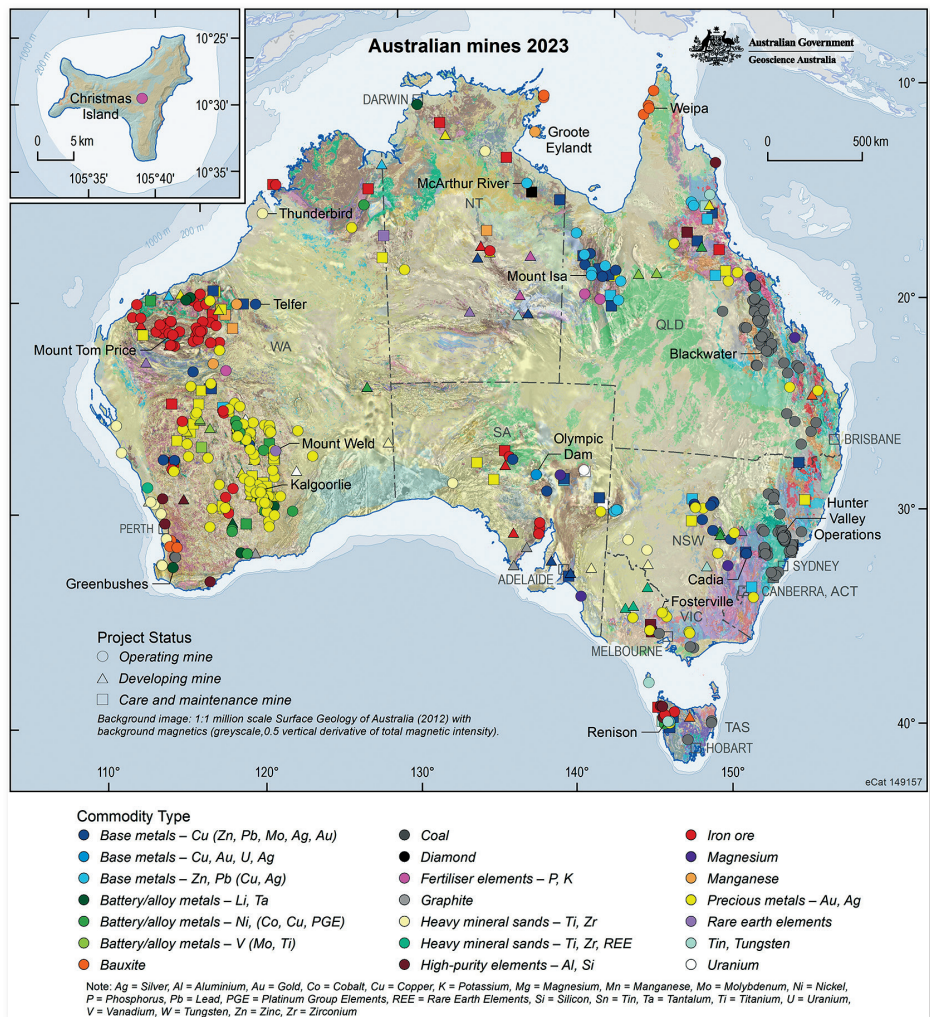 Australian mines 2023
Australian Government
Geoscience Australia
1000 m
200 m
10°25'
10°30'
10°35'
Christmas
Island
0 5 km
105°35' 105°40'
10°
20°
30°
40°
0 500 km
DARWIN
Groote
Eylandt
Weipa
McArthur River
NT
Thunderbird
1000 m
200 m
Mount Isa
Telfer
QLD
200 m
1000 m
Mount Tom Price
WA
Blackwater
SA
Olympic
Dam
Mount Weld
BRISBANE
Kalgoorlie
Hunter
Valley
Operations
PERTH
NSW
SYDNEY
Greenbushes
ADELAIDE
Cadia
CANBERRA, ACT
Fosterville
VIC
MELBOURNE
Renison
TAS
HOBART
Project Status
Operating mine
Developing mine
Care and maintenance mine
Background image: 1:1 million scale Surface Geology of Australia (2012) with
background magnetics (greyscale,0.5 vertical derivative of total magnetic intensity).
110° 120° 130° 140° 150°
eCat 149157
Commodity Type
Base metals – Cu (Zn, Pb, Mo, Ag, Au)
Base metals – Cu, Au, U, Ag
Base metals – Zn, Pb (Cu, Ag)
Battery/alloy metals – Li, Ta
Battery/alloy metals – Ni, (Co, Cu, PGE)
Battery/alloy metals – V (Mo, Ti)
Bauxite
Coal
Diamond
Fertiliser elements – P, K
Graphite
Heavy mineral sands – Ti, Zr
Heavy mineral sands – Ti, Zr, REE
High-purity elements – Al, Si
Iron ore
Magnesium
Manganese
Precious metals – Au, Ag
Rare earth elements
Tin, Tungsten
Uranium
Note: Ag = Silver, Al = Aluminium, Au = Gold, Co = Cobalt, Cu = Copper, K = Potassium, Mg = Magnesium, Mn = Manganese, Mo = Molybdenum, Ni = Nickel,
P = Phosphorus, Pb = Lead, PGE = Platinum Group Elements, REE = Rare Earth Elements, Si = Silicon, Sn = Tin, Ta = Tantalum, Ti = Titanium, U = Uranium,
V = Vanadium, W = Tungsten, Zn = Zinc, Zr = Zirconium